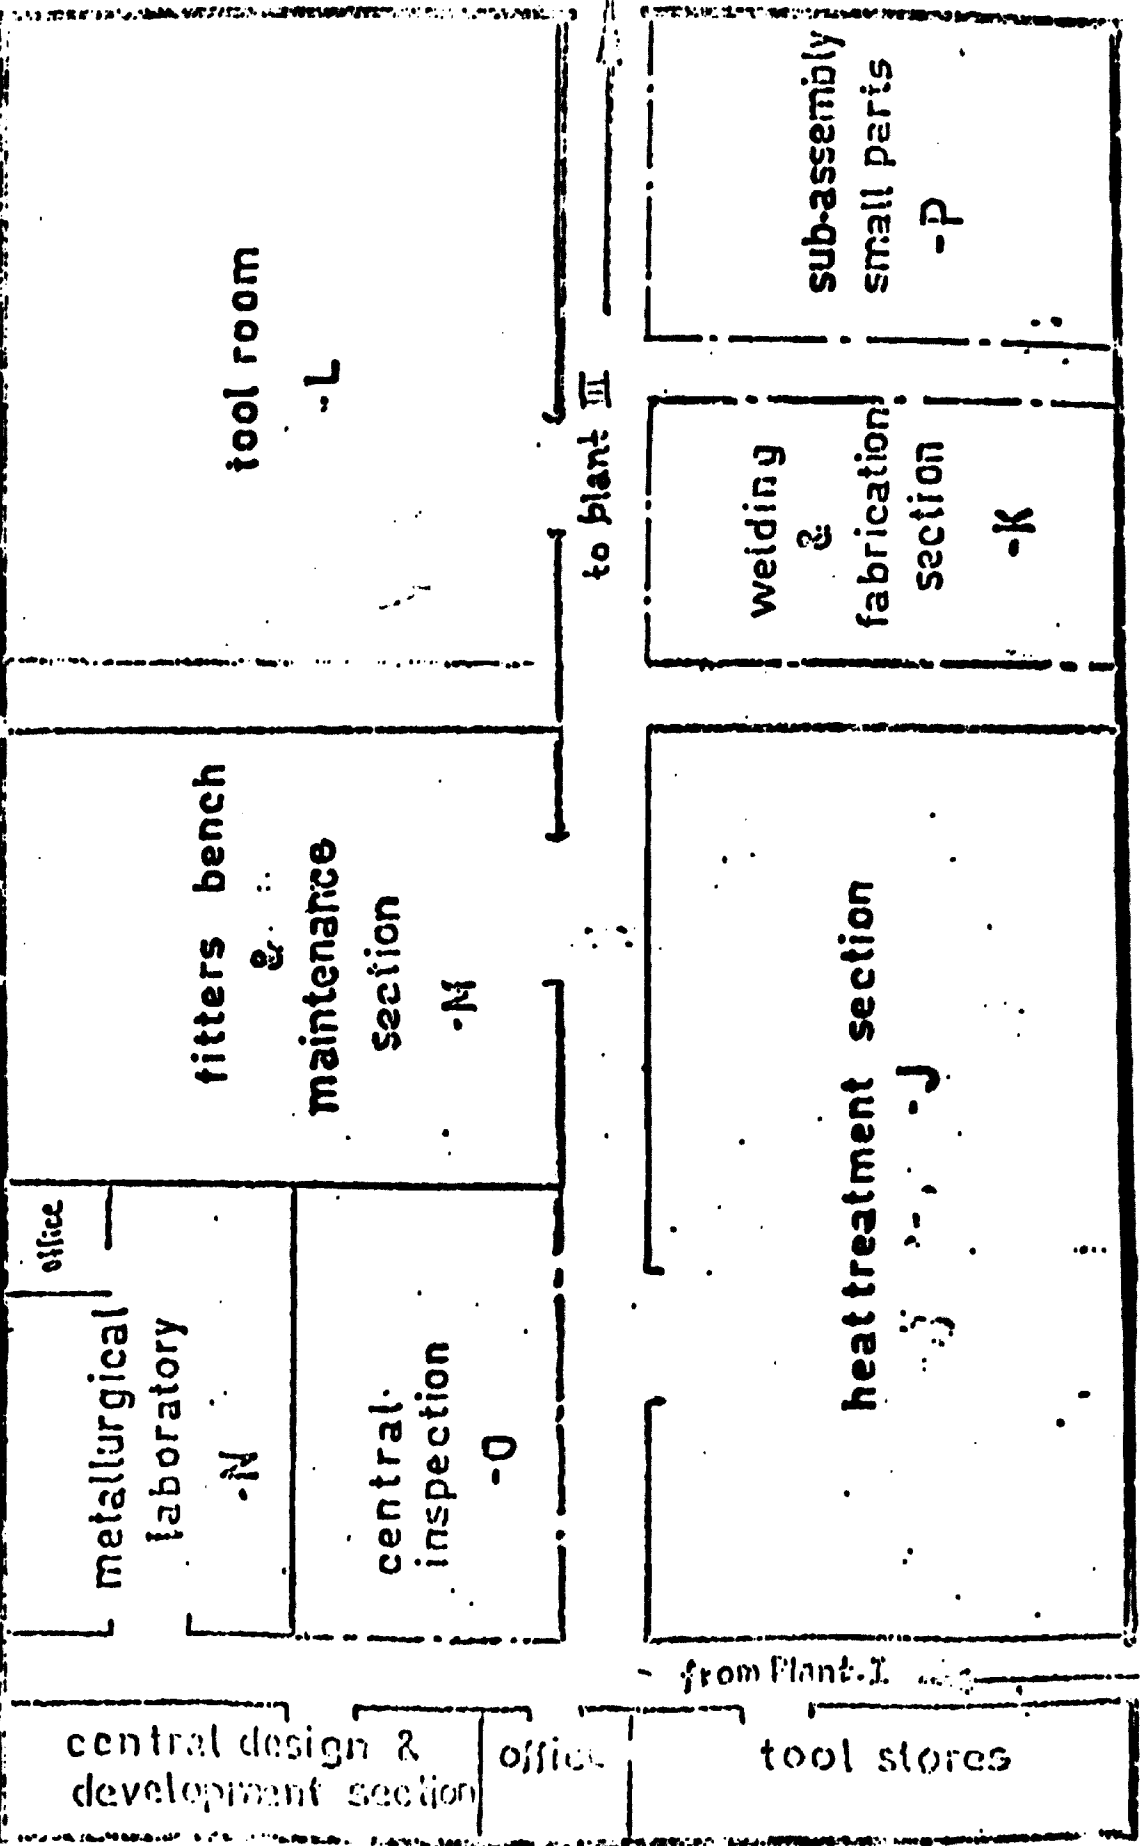 tool room
-L
to plant III
sub-assembly
small parts
-P
welding
&
fabrication
section
-K
fitters bench
&
maintenance
section
-M
office
metallurgical
laboratory
-N
central
inspection
-O
heat treatment section
-J
from Plant-I
central design &
development section
office
tool stores